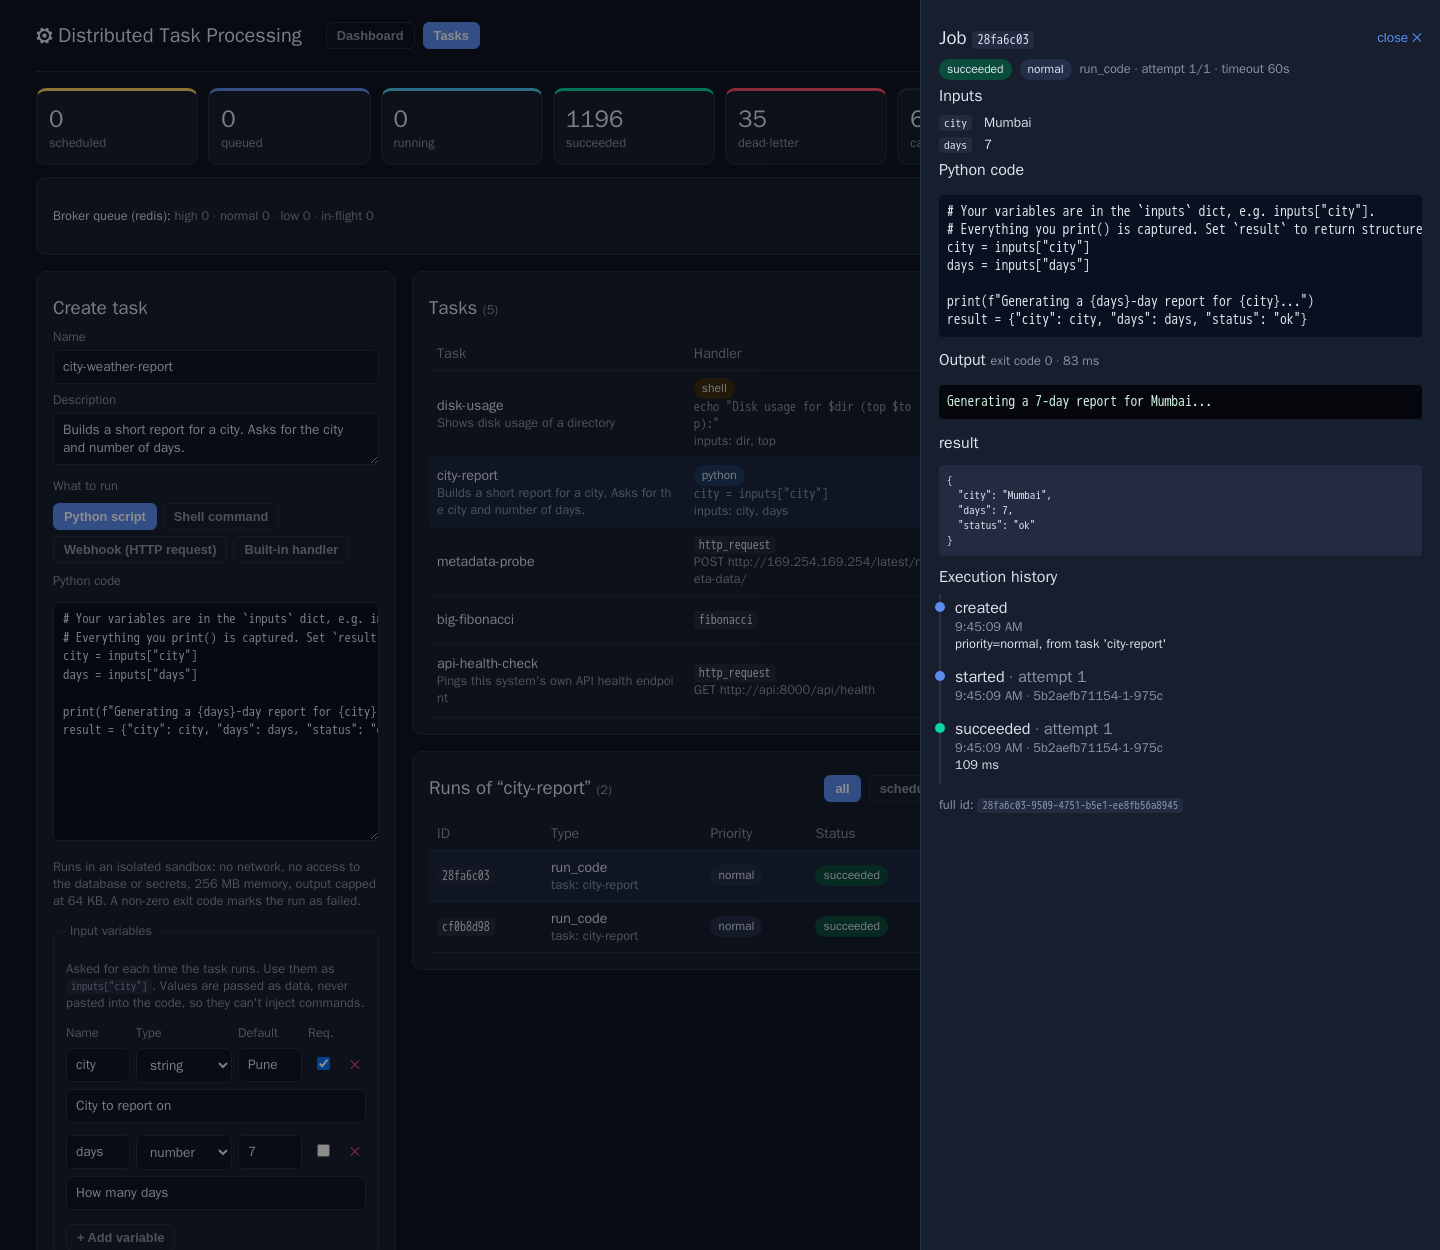 Distributed Task Processing
Dashboard
Tasks
0
scheduled
0
queued
0
running
1196
succeeded
35
dead-letter
6
ca
Broker queue (redis): high 0 · normal 0 · low 0 · in-flight 0
Create task
Name
city-weather-report
Description
Builds a short report for a city. Asks for the city
and number of days.
What to run
Python script
Shell command
Webhook (HTTP request)
Built-in handler
Python code
# Your variables are in the `inputs` dict, e.g. i
# Everything you print() is captured. Set `result
city = inputs["city"]
days = inputs["days"]
print(f"Generating a {days}-day report for {city}
result = {"city": city, "days": days, "status": "
Runs in an isolated sandbox: no network, no access to
the database or secrets, 256 MB memory, output capped
at 64 KB. A non-zero exit code marks the run as failed.
Input variables
Asked for each time the task runs. Use them as
inputs["city"]. Values are passed as data, never
pasted into the code, so they can't inject commands.
Name Type Default Req.
city string Pune ×
City to report on
days number 7 ×
How many days
+ Add variable
Tasks (5)
Task Handler
disk-usage
Shows disk usage of a directory
shell
echo "Disk usage for $dir (top $to
p):"
inputs: dir, top
city-report
Builds a short report for a city. Asks for th
e city and number of days.
python
city = inputs["city"]
inputs: city, days
metadata-probe
http_request
POST http://169.254.169.254/latest/m
eta-data/
big-fibonacci
fibonacci
api-health-check
Pings this system's own API health endpoi
nt
http_request
GET http://api:8000/api/health
Runs of “city-report” (2)
all
schedu
ID Type Priority Status
28fa6c03
run_code
task: city-report
normal
succeeded
cf0b8d98
run_code
task: city-report
normal
succeeded
Job 28fa6c03
close ×
succeeded normal run_code · attempt 1/1 · timeout 60s
Inputs
city Mumbai
days 7
Python code
# Your variables are in the `inputs` dict, e.g. inputs["city"].
# Everything you print() is captured. Set `result` to return structure
city = inputs["city"]
days = inputs["days"]
print(f"Generating a {days}-day report for {city}...")
result = {"city": city, "days": days, "status": "ok"}
Output exit code 0 · 83 ms
Generating a 7-day report for Mumbai...
result
{
"city": "Mumbai",
"days": 7,
"status": "ok"
}
Execution history
created
9:45:09 AM
priority=normal, from task 'city-report'
started · attempt 1
9:45:09 AM · 5b2aefb71154-1-975c
succeeded · attempt 1
9:45:09 AM · 5b2aefb71154-1-975c
109 ms
full id: 28fa6c03-9509-4751-b5e1-ee8fb56a8945